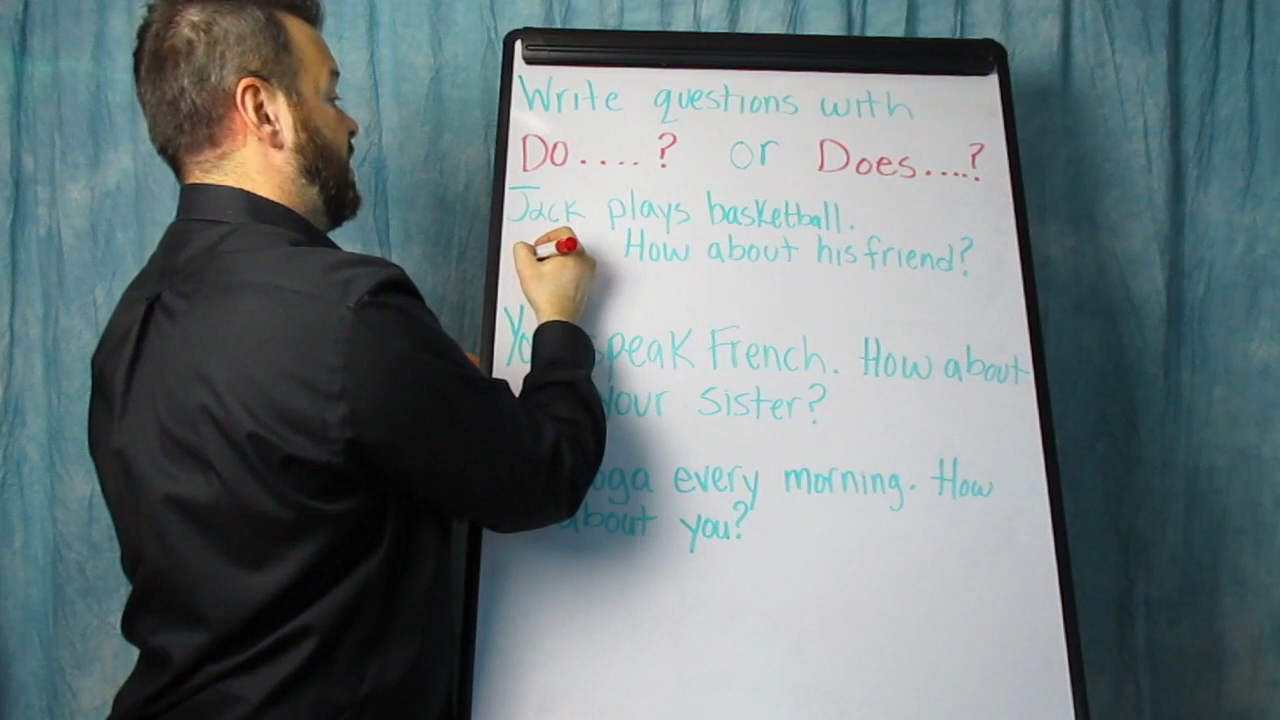 Write questions with
Do.....? or Does....?
Jack plays basketball.
How about his friend?
speak French. How about
your sister?
every morning. How
about you?